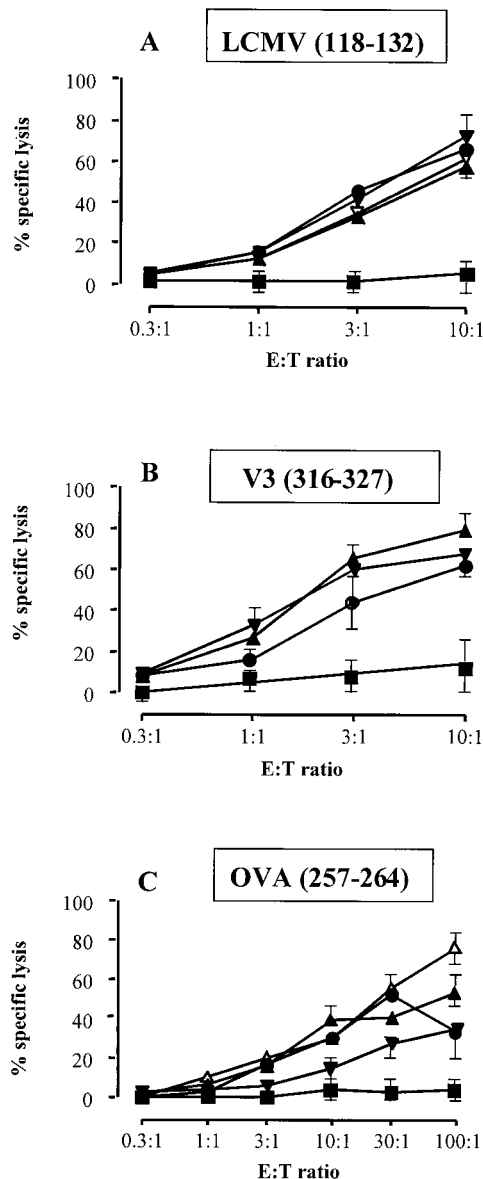 A LCMV (118-132)
100
80
60
40
20
0
% specific lysis
0.3:1 1:1 3:1 10:1
E:T ratio
B V3 (316-327)
100
80
60
40
20
0
% specific lysis
0.3:1 1:1 3:1 10:1
E:T ratio
C OVA (257-264)
100
80
60
40
20
0
% specific lysis
0.3:1 1:1 3:1 10:1 30:1 100:1
E:T ratio